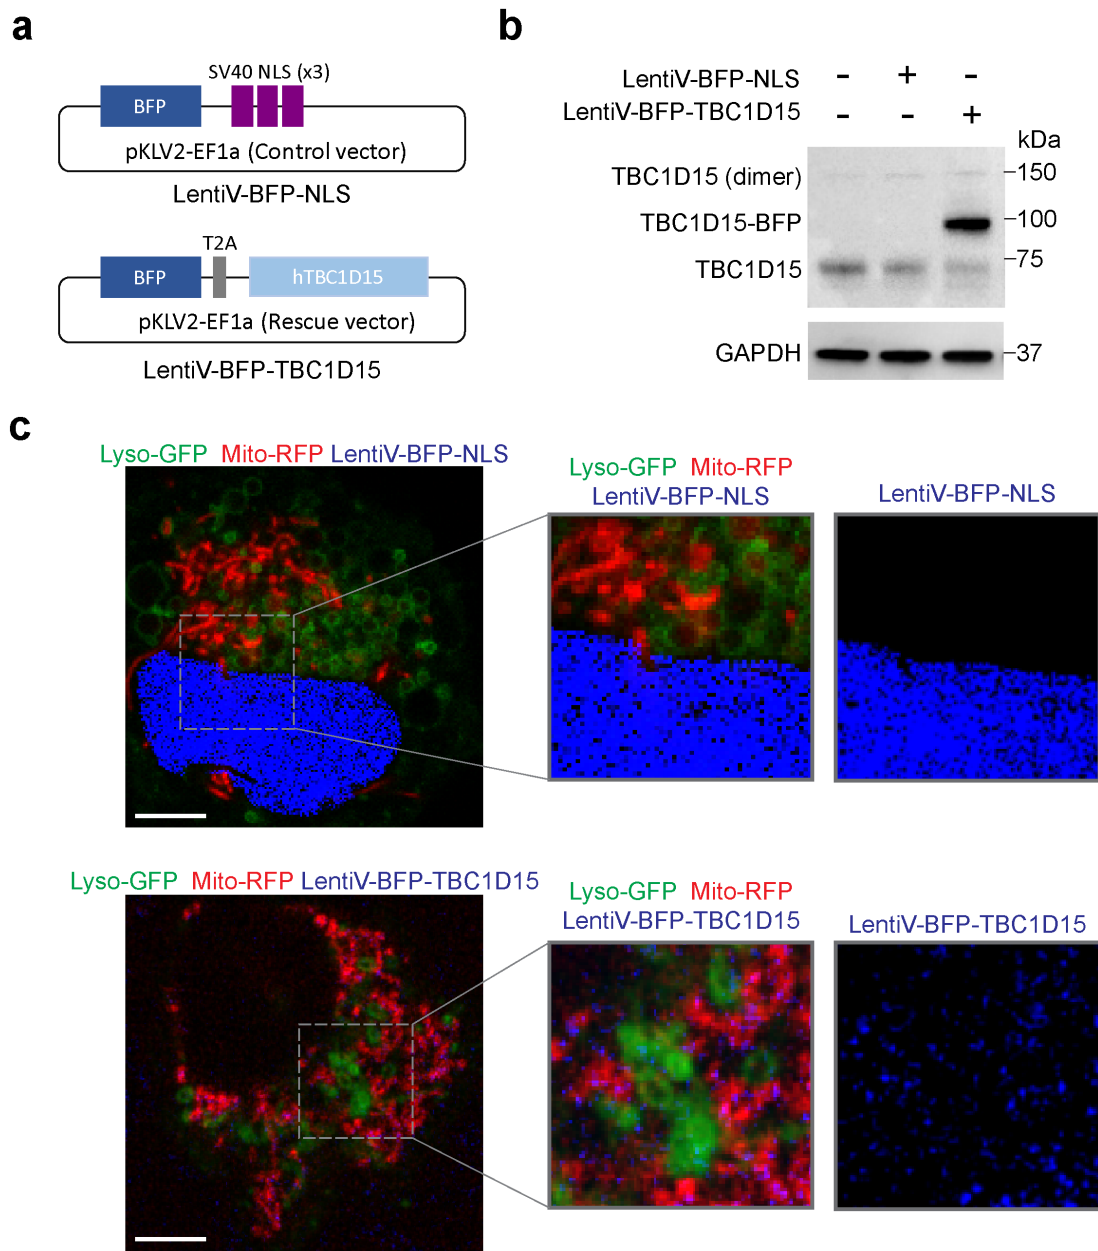 a
SV40 NLS (x3)
BFP
pKLV2-EF1a (Control vector)
LentiV-BFP-NLS
T2A
BFP
hTBC1D15
pKLV2-EF1a (Rescue vector)
LentiV-BFP-TBC1D15
b
LentiV-BFP-NLS - + -
LentiV-BFP-TBC1D15 - - +
kDa
TBC1D15 (dimer) 150
TBC1D15-BFP 100
TBC1D15 75
GAPDH 37
c
Lyso-GFP Mito-RFP LentiV-BFP-NLS
Lyso-GFP Mito-RFP
LentiV-BFP-NLS
LentiV-BFP-NLS
Lyso-GFP Mito-RFP LentiV-BFP-TBC1D15
Lyso-GFP Mito-RFP
LentiV-BFP-TBC1D15
LentiV-BFP-TBC1D15